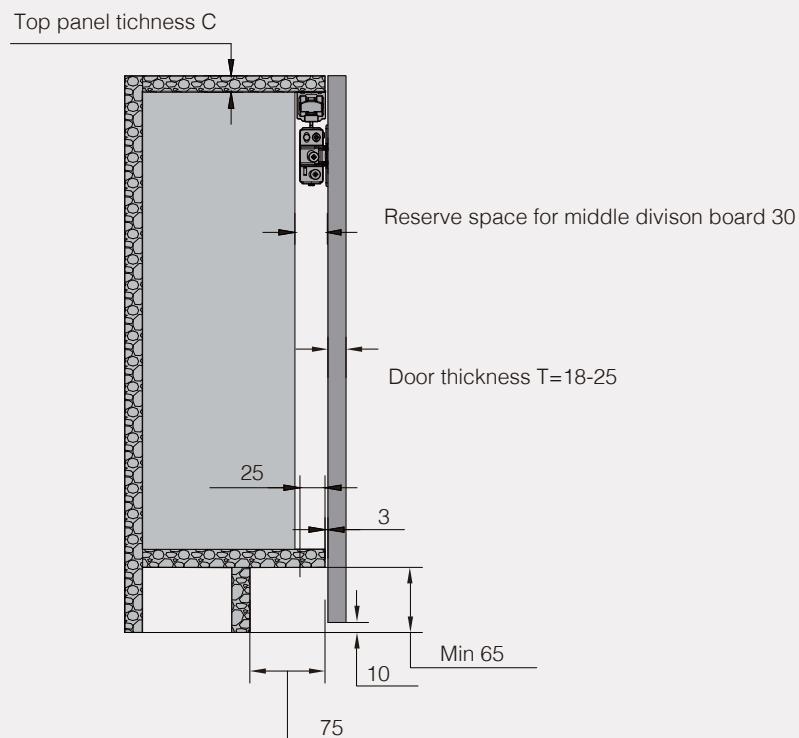 Top panel tichness C
Reserve space for middle divison board 30
Door thickness T=18-25
25
3
Min 65
10
75